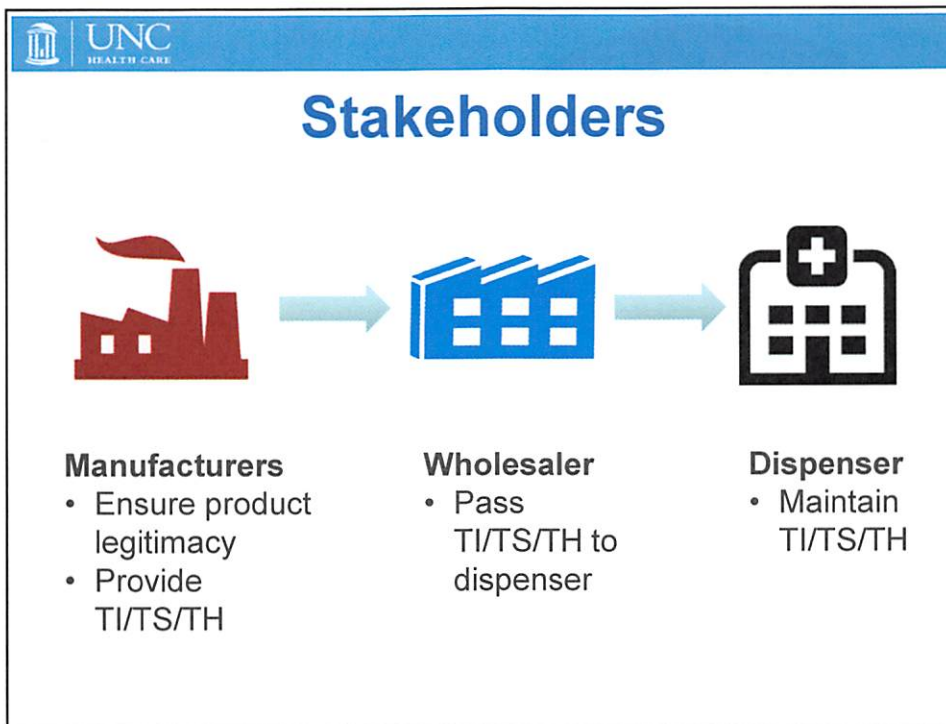 UNC
HEALTH CARE
Stakeholders
Manufacturers
• Ensure product
legitimacy
• Provide
TI/TS/TH
Wholesaler
• Pass
TI/TS/TH to
dispenser
Dispenser
• Maintain
TI/TS/TH